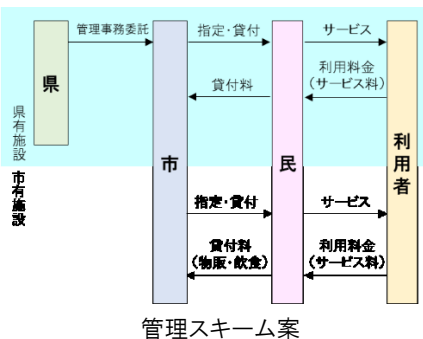 管理事務委託
指定・貸付
サービス
県
貸付料
利用料金
(サービス料)
県有施設
市
民
利用者
市有施設
指定・貸付
サービス
貸付料
(物販・飲食)
利用料金
(サービス料)
管理スキーム案